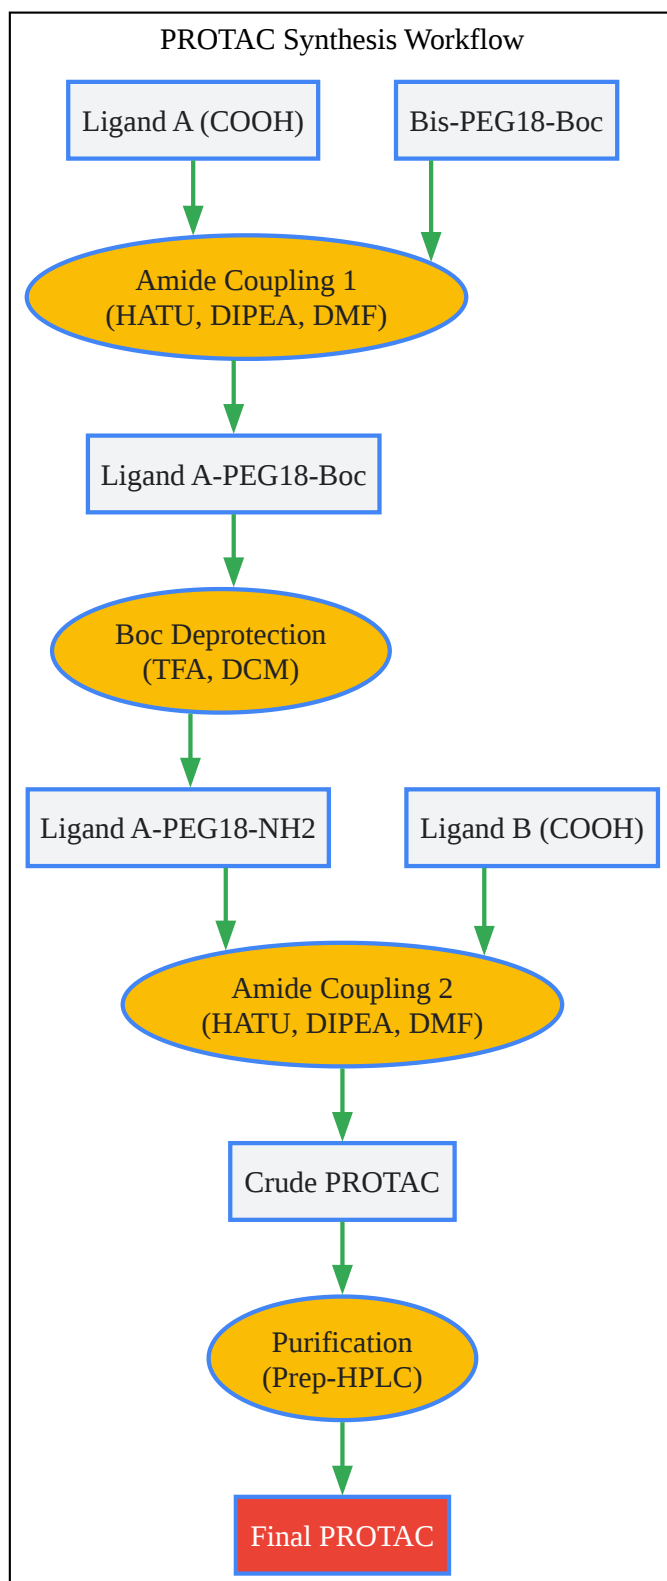 PROTAC Synthesis Workflow
Ligand A (COOH)
Bis-PEG18-Boc
Amide Coupling 1
(HATU, DIPEA, DMF)
Ligand A-PEG18-Boc
Boc Deprotection
(TFA, DCM)
Ligand A-PEG18-NH2
Ligand B (COOH)
Amide Coupling 2
(HATU, DIPEA, DMF)
Crude PROTAC
Purification
(Prep-HPLC)
Final PROTAC